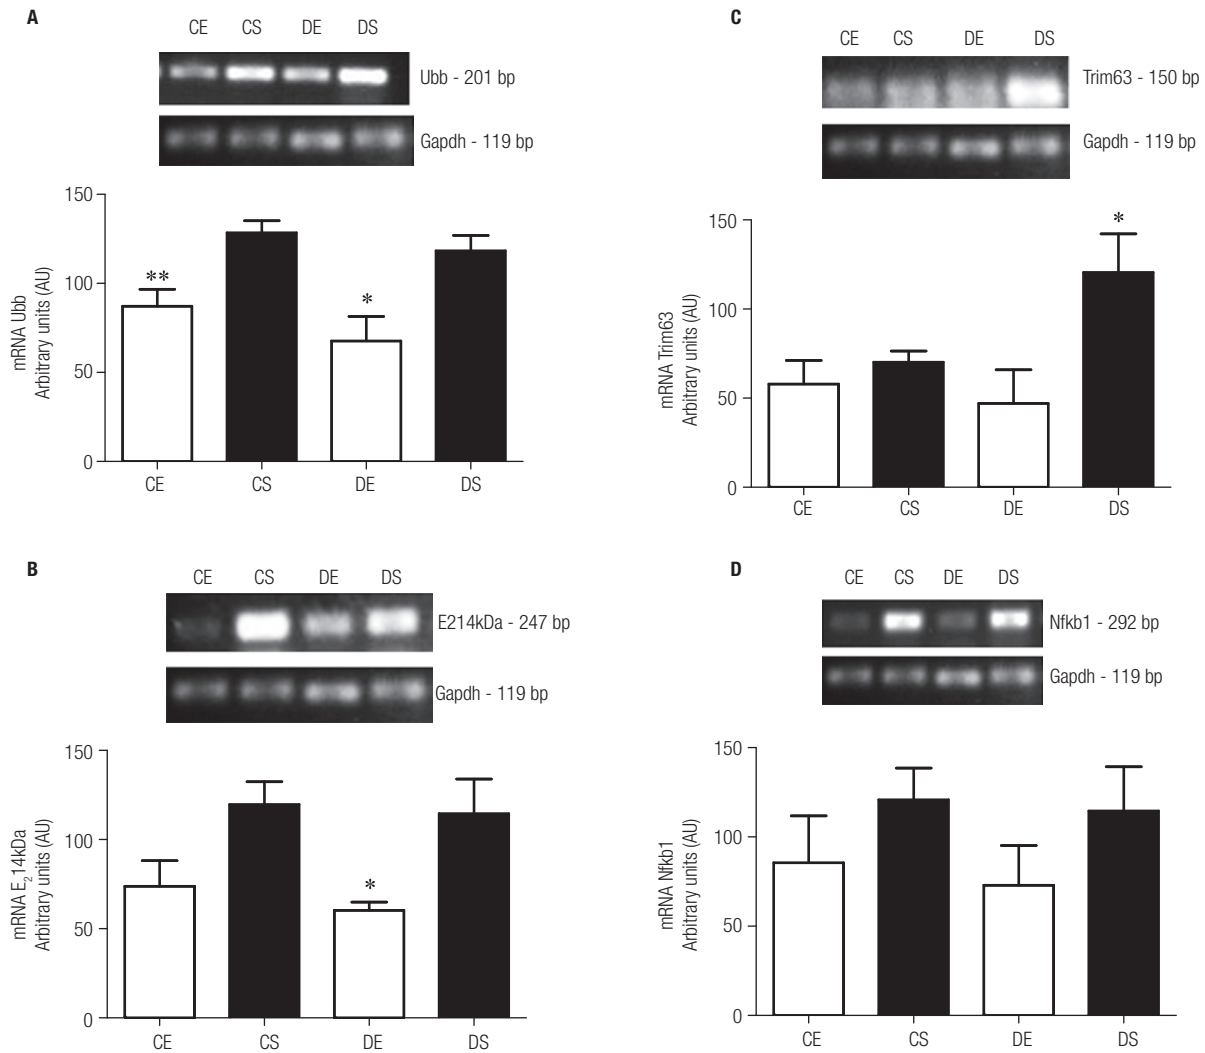 A
CE CS DE DS
Ubb - 201 bp
Gapdh - 119 bp
mRNA Ubb
Arbitrary units (AU)
150
100
50
0
**
*
CE CS DE DS
B
CE CS DE DS
E214kDa - 247 bp
Gapdh - 119 bp
mRNA E₂14kDa
Arbitrary units (AU)
150
100
50
0
*
CE CS DE DS
C
CE CS DE DS
Trim63 - 150 bp
Gapdh - 119 bp
mRNA Trim63
Arbitrary units (AU)
150
100
50
0
*
CE CS DE DS
D
CE CS DE DS
Nfkb1 - 292 bp
Gapdh - 119 bp
mRNA Nfkb1
Arbitrary units (AU)
150
100
50
0
CE CS DE DS